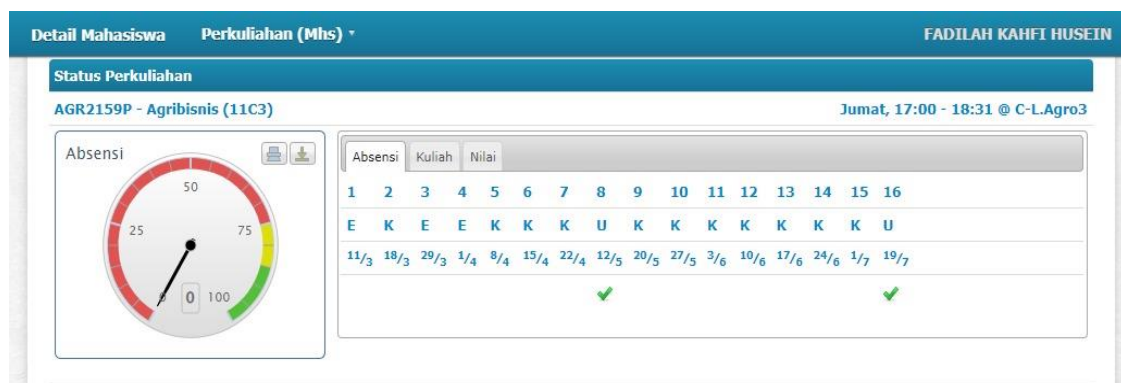 Detail Mahasiswa Perkuliahan (Mhs) FADILAH KAHFI HUSEIN
Status Perkuliahan
AGR2159P - Agribisnis (11C3) Jumat, 17:00 - 18:31 @ C-L.Agro3
Absensi
0 25 50 75 100
0
Absensi Kuliah Nilai
1 2 3 4 5 6 7 8 9 10 11 12 13 14 15 16
E K E E K K K U K K K K K K K U
11/3 18/3 29/3 1/4 8/4 15/4 22/4 12/5 20/5 27/5 3/6 10/6 17/6 24/6 1/7 19/7